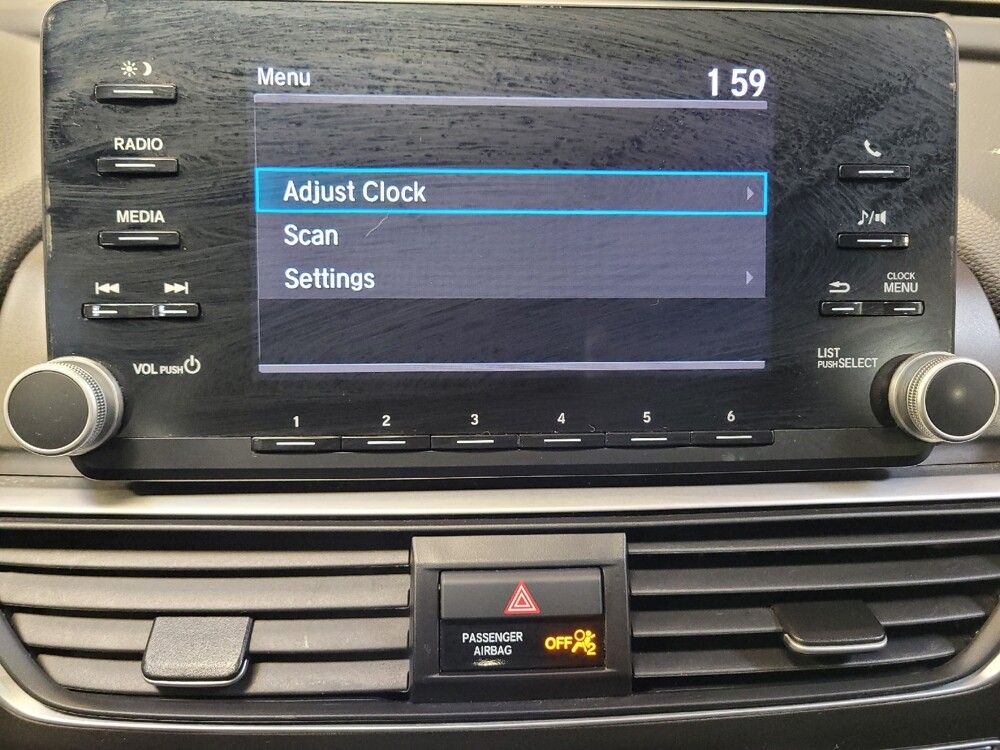 Menu
1 59
RADIO
MEDIA
Adjust Clock
Scan
Settings
CLOCK
MENU
VOL PUSH
LIST
PUSH SELECT
1 2 3 4 5 6
PASSENGER
AIRBAG
OFF
2